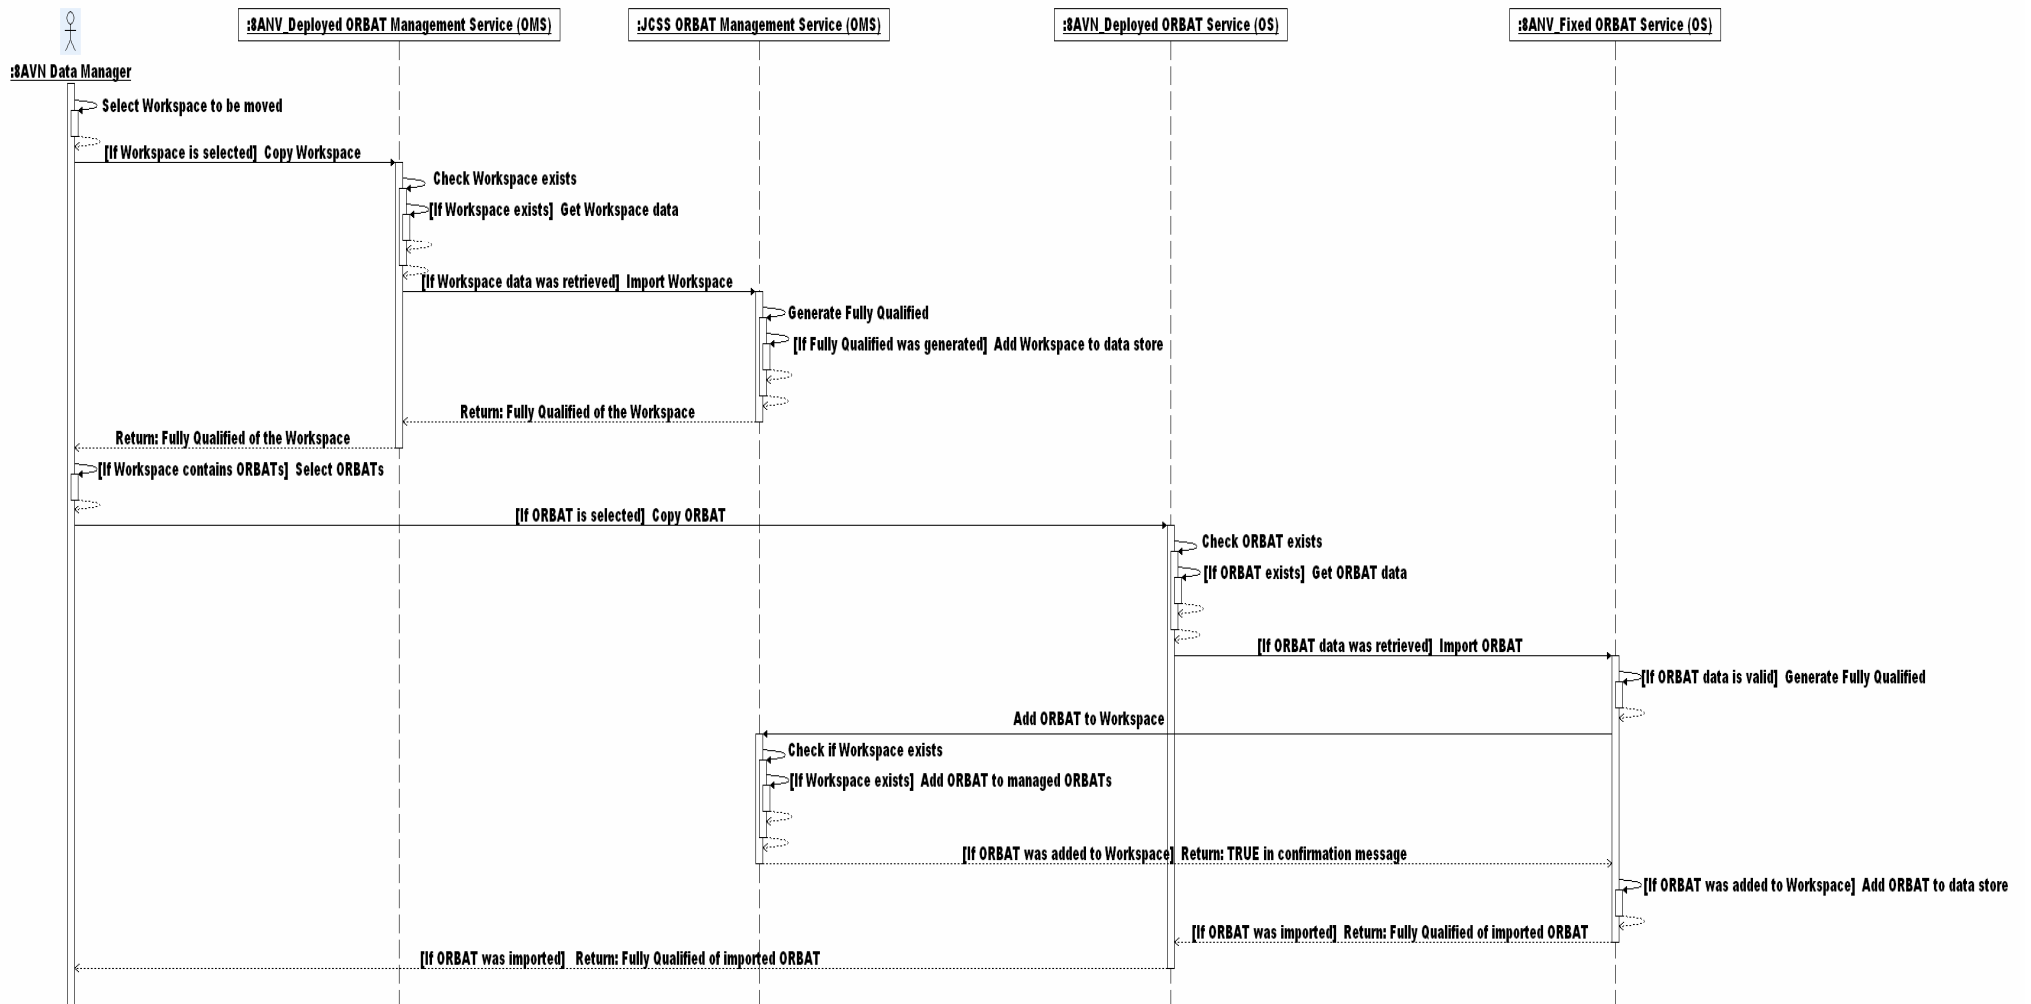 :8ANV_Deployed ORBAT Management Service (OMS)
:JCSS ORBAT Management Service (OMS)
:8AVN_Deployed ORBAT Service (OS)
:8ANV_Fixed ORBAT Service (OS)
:8AVN Data Manager
Select Workspace to be moved
[If Workspace is selected] Copy Workspace
Check Workspace exists
[If Workspace exists] Get Workspace data
[If Workspace data was retrieved] Import Workspace
Generate Fully Qualified
[If Fully Qualified was generated] Add Workspace to data store
Return: Fully Qualified of the Workspace
Return: Fully Qualified of the Workspace
[If Workspace contains ORBATs] Select ORBATs
[If ORBAT is selected] Copy ORBAT
Check ORBAT exists
[If ORBAT exists] Get ORBAT data
[If ORBAT data was retrieved] Import ORBAT
[If ORBAT data is valid] Generate Fully Qualified
Add ORBAT to Workspace
Check if Workspace exists
[If Workspace exists] Add ORBAT to managed ORBATs
[If ORBAT was added to Workspace] Return: TRUE in confirmation message
[If ORBAT was added to Workspace] Add ORBAT to data store
[If ORBAT was imported] Return: Fully Qualified of imported ORBAT
[If ORBAT was imported] Return: Fully Qualified of imported ORBAT